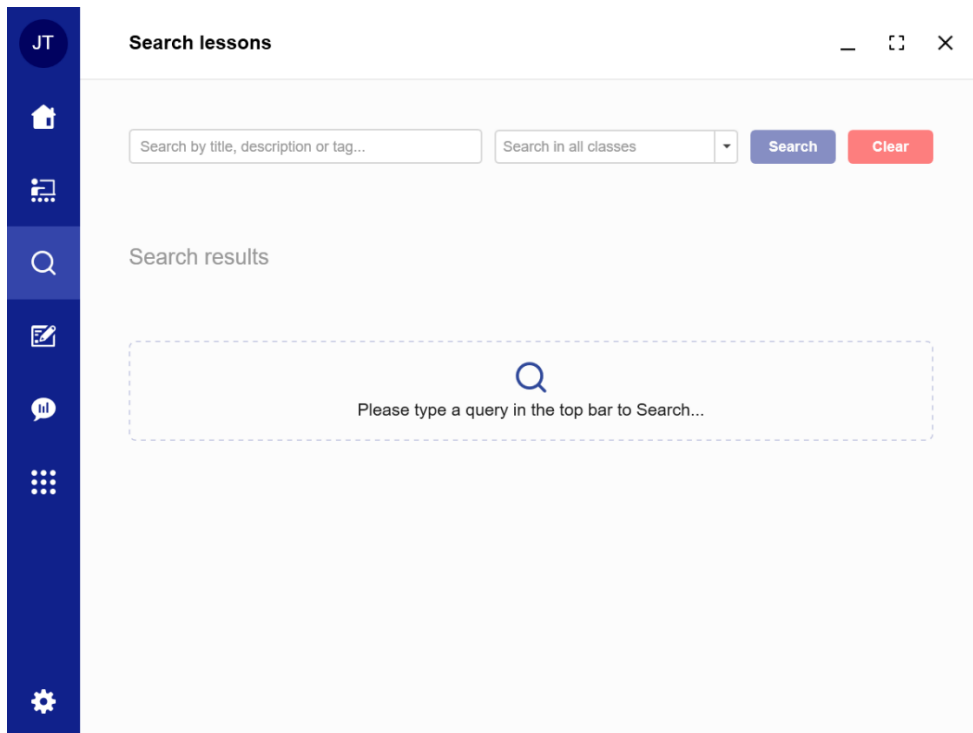 JT
Search lessons
Search by title, description or tag...
Search in all classes
Search
Clear
Search results
Please type a query in the top bar to Search...